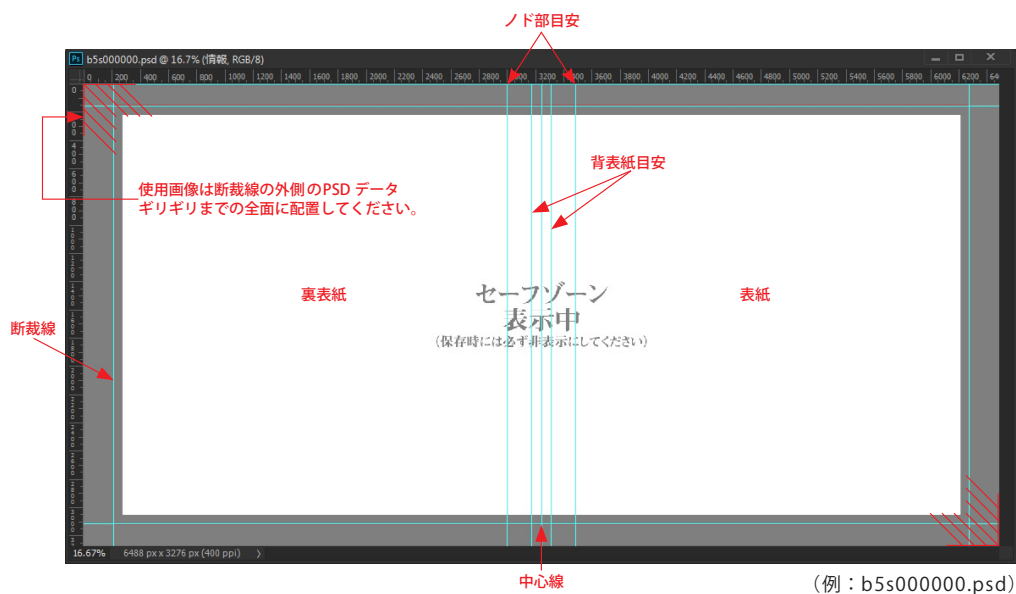 ノド部目安
Ps b5s000000.psd @ 16.7% (情報, RGB/8)
0 200 400 600 800 1000 1200 1400 1600 1800 2000 2200 2400 2600 2800 3000 3200 3400 3600 3800 4000 4200 4400 4600 4800 5000 5200 5400 5600 5800 6000 6200 64
背表紙目安
使用画像は断裁線の外側のPSD データ
ギリギリまでの全面に配置してください。
裏表紙
セーフゾーン
表示中
(保存時には必ず非表示にしてください)
表紙
断裁線
16.67% 6488 px x 3276 px (400 ppi)
中心線
(例:b5s000000.psd)